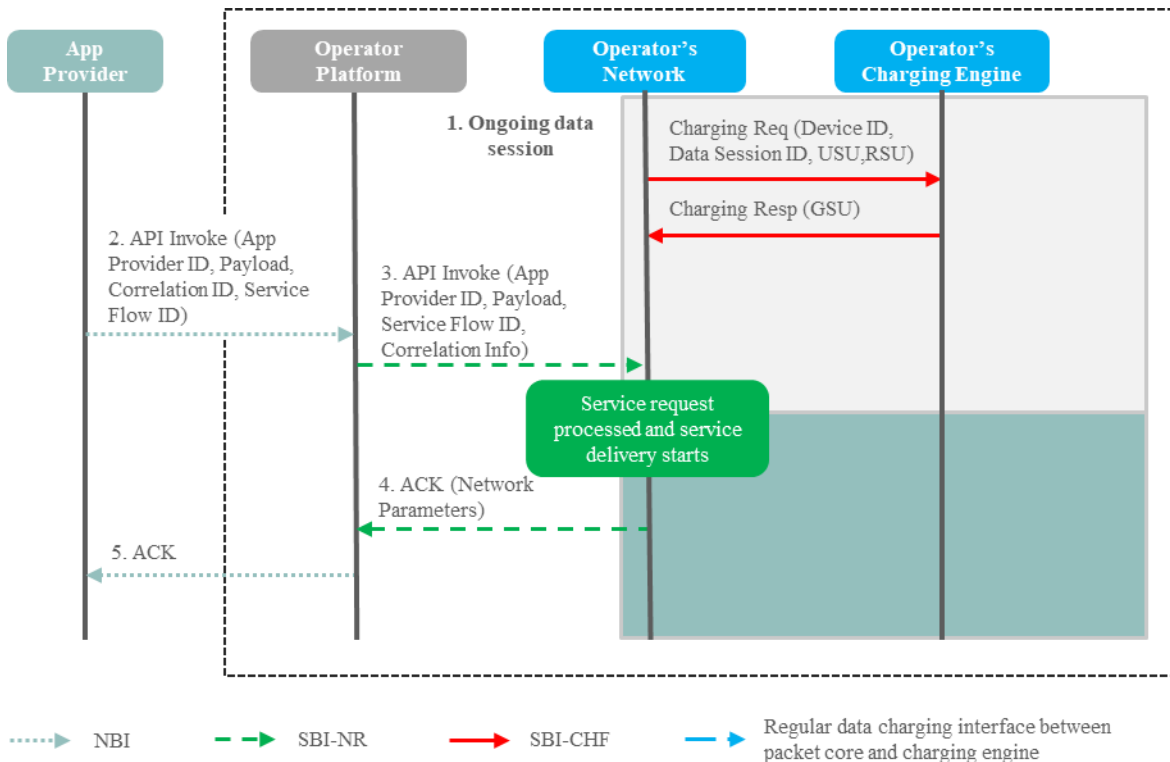 App
Provider
Operator
Platform
Operator’s
Network
Operator’s
Charging Engine
1. Ongoing data
session
Charging Req (Device ID,
Data Session ID, USU,RSU)
Charging Resp (GSU)
2. API Invoke (App
Provider ID, Payload,
Correlation ID, Service
Flow ID)
3. API Invoke (App
Provider ID, Payload,
Service Flow ID,
Correlation Info)
Service request
processed and service
delivery starts
4. ACK (Network
Parameters)
5. ACK
NBI
SBI-NR
SBI-CHF
Regular data charging interface between
packet core and charging engine